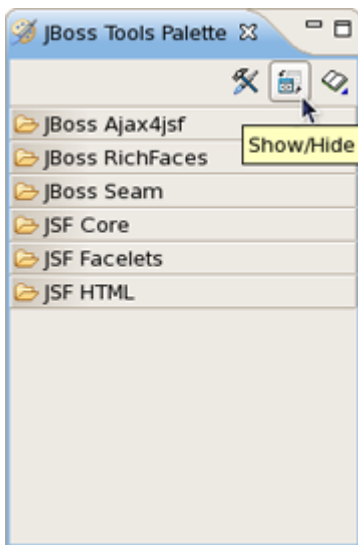 JBoss Tools Palette
JBoss Ajax4jsf
JBoss RichFaces
Show/Hide
JBoss Seam
JSF Core
JSF Facelets
JSF HTML